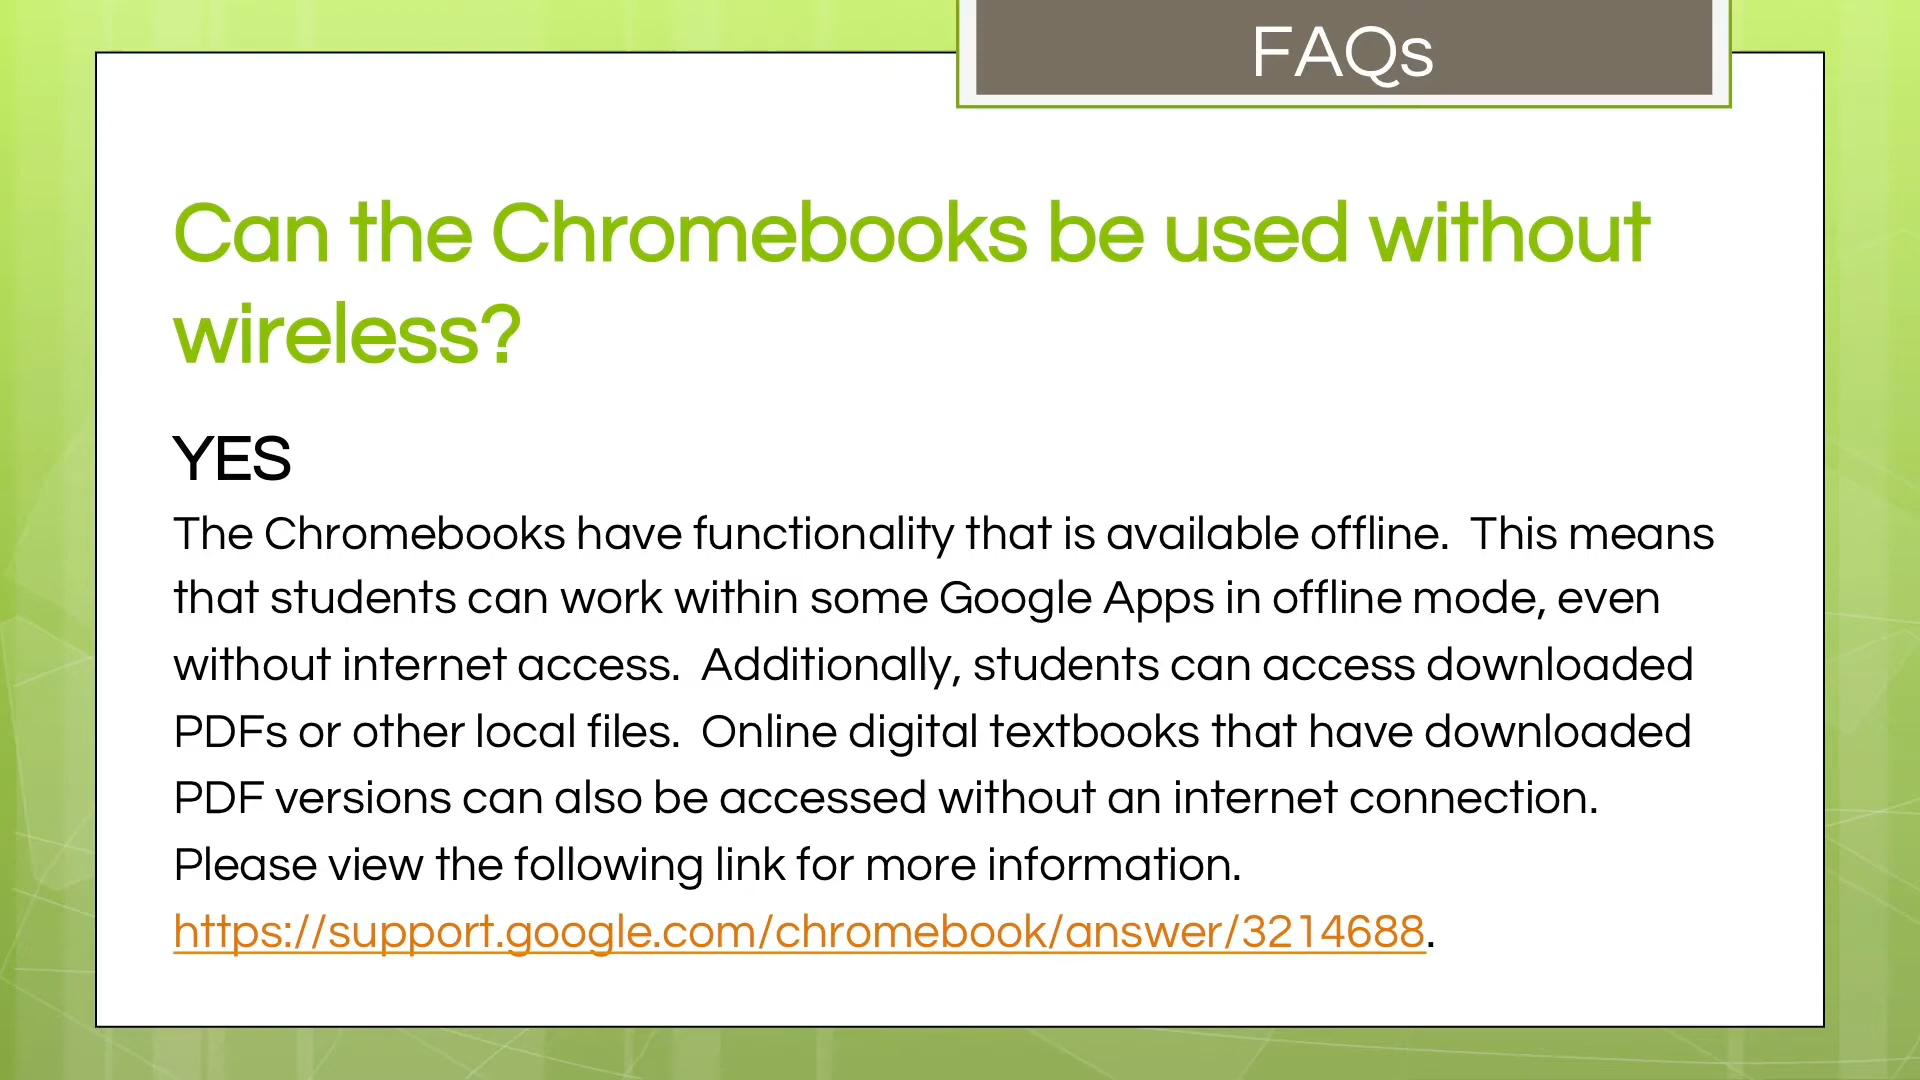 FAQs
Can the Chromebooks be used without
wireless?
YES
The Chromebooks have functionality that is available offline.  This means
that students can work within some Google Apps in offline mode, even
without internet access.  Additionally, students can access downloaded
PDFs or other local files.  Online digital textbooks that have downloaded
PDF versions can also be accessed without an internet connection.
Please view the following link for more information.
https://support.google.com/chromebook/answer/3214688.